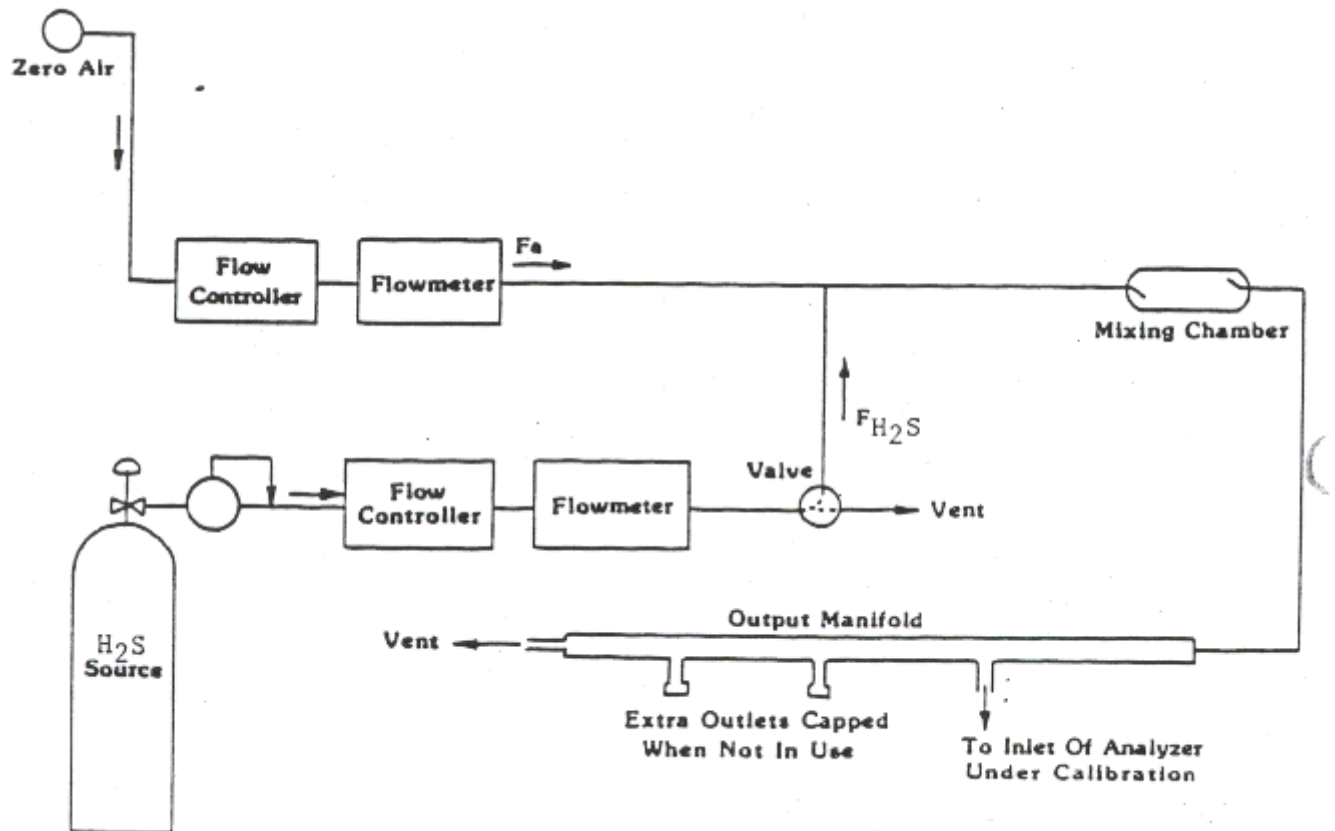 Zero Air
Fa
Flow
Controller
Flowmeter
Mixing Chamber
F H₂S
Valve
Flow
Controller
Flowmeter
Vent
H₂S
Source
Output Manifold
Vent
Extra Outlets Capped
When Not In Use
To Inlet Of Analyzer
Under Calibration